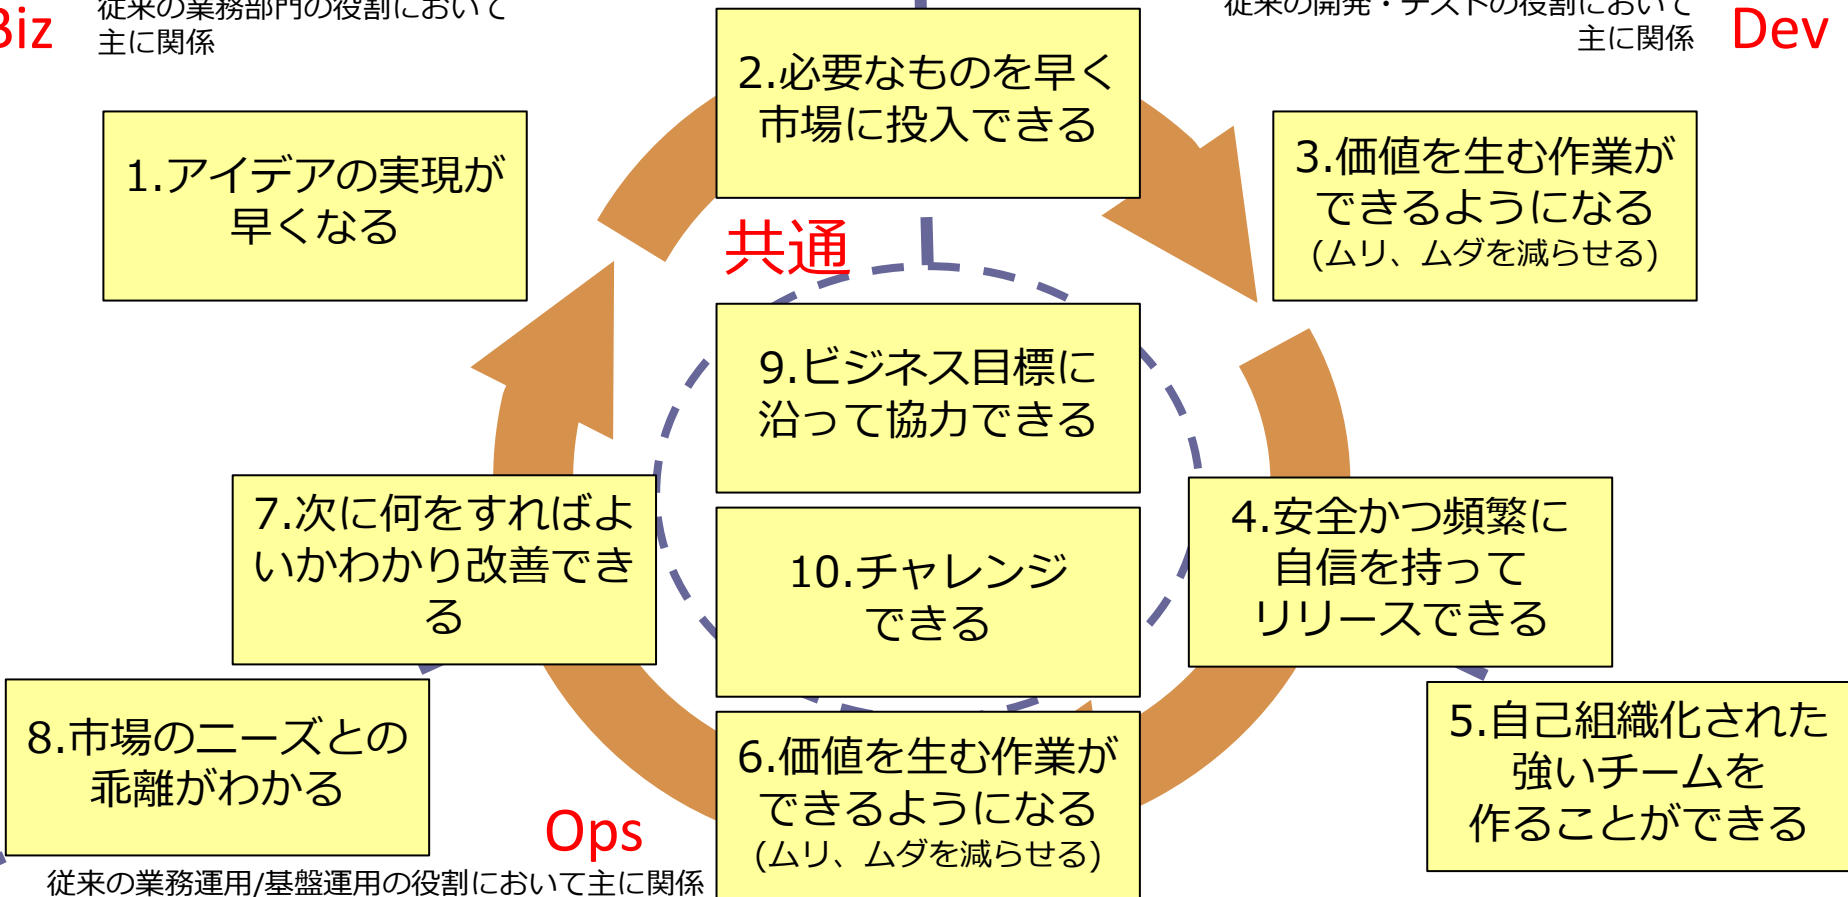 Biz
従来の業務部門の役割において
主に関係
従来の開発・テストの役割において
主に関係
Dev
1.アイデアの実現が
早くなる
2.必要なものを早く
市場に投入できる
3.価値を生む作業が
できるようになる
(ムリ、ムダを減らせる)
共通
9.ビジネス目標に
沿って協力できる
10.チャレンジ
できる
4.安全かつ頻繁に
自信を持って
リリースできる
5.自己組織化された
強いチームを
作ることができる
6.価値を生む作業が
できるようになる
(ムリ、ムダを減らせる)
7.次に何をすればよ
いかわかり改善でき
る
8.市場のニーズとの
乖離がわかる
Ops
従来の業務運用/基盤運用の役割において主に関係